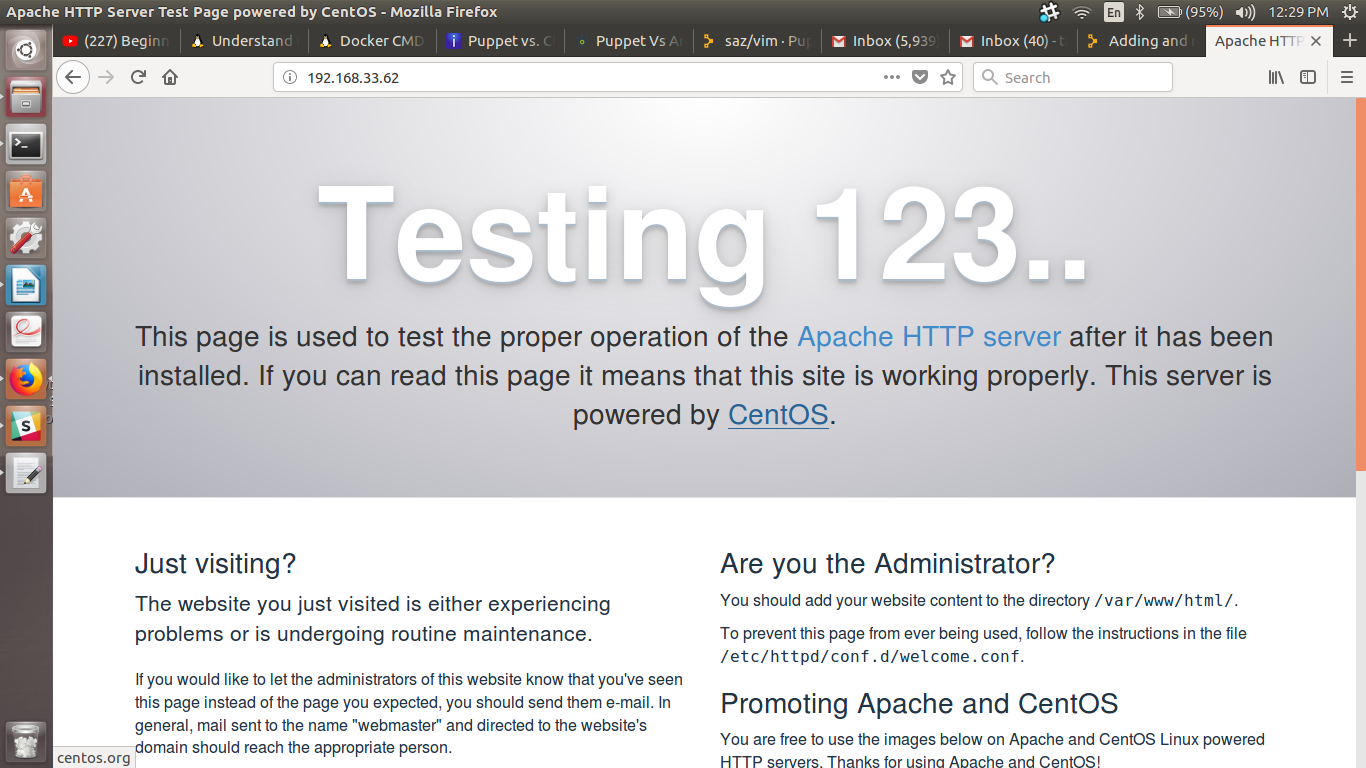 Apache HTTP Server Test Page powered by CentOS - Mozilla Firefox
En (95%) 12:29 PM
(227) Beginn Understand Docker CMD Puppet vs. C Puppet Vs A saz/vim · Pup Inbox (5,939) Inbox (40) - t Adding and Apache HTTP
192.168.33.62
Search
Testing 123..
This page is used to test the proper operation of the Apache HTTP server after it has been
installed. If you can read this page it means that this site is working properly. This server is
powered by CentOS.
Just visiting?
The website you just visited is either experiencing
problems or is undergoing routine maintenance.
If you would like to let the administrators of this website know that you've seen
this page instead of the page you expected, you should send them e-mail. In
general, mail sent to the name "webmaster" and directed to the website's
domain should reach the appropriate person.
Are you the Administrator?
You should add your website content to the directory /var/www/html/.
To prevent this page from ever being used, follow the instructions in the file
/etc/httpd/conf.d/welcome.conf.
Promoting Apache and CentOS
You are free to use the images below on Apache and CentOS Linux powered
HTTP servers. Thanks for using Apache and CentOS!
centos.org